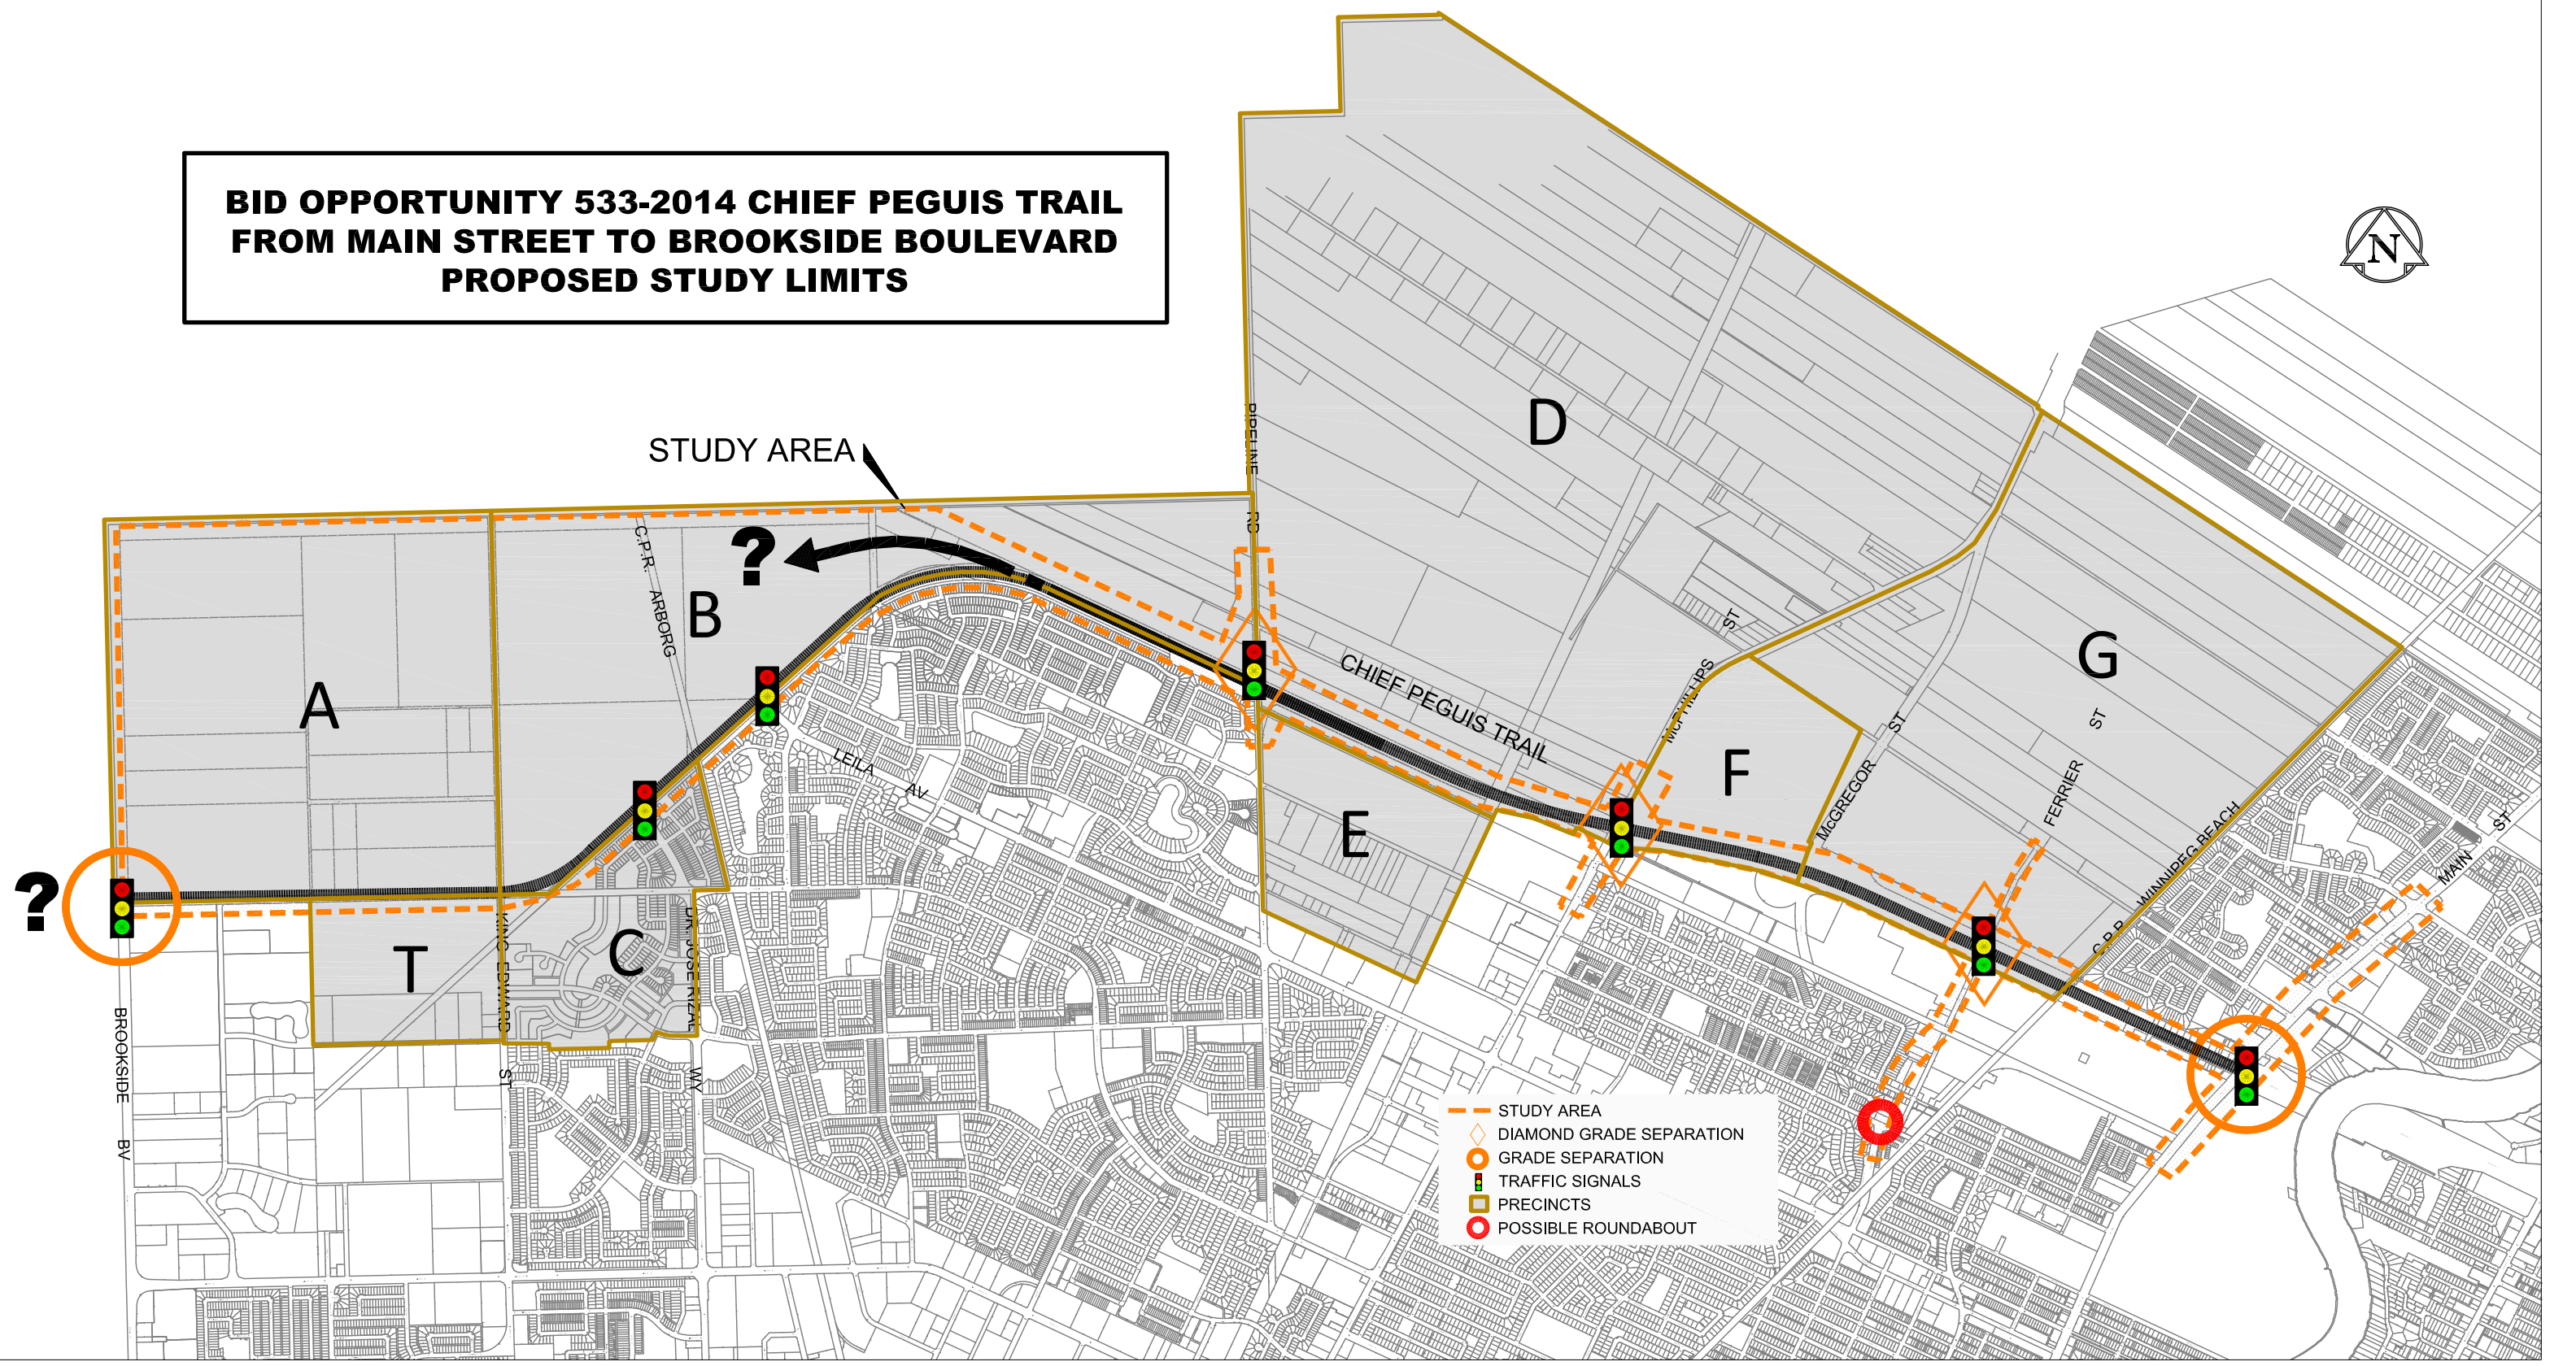 BID OPPORTUNITY 533-2014 CHIEF PEGUIS TRAIL
FROM MAIN STREET TO BROOKSIDE BOULEVARD
PROPOSED STUDY LIMITS
N
STUDY AREA
PIPELINE
RD
D
?
C.P.R.
ARBORG
B
A
G
CHIEF PEGUIS TRAIL
McPHILLIPS
ST
F
McGREGOR
ST
FERRIER
ST
LEILA
AV
E
C.P.R.
WINNIPEG BEACH
MAIN
ST
?
T
KING EDWARD
ST
C
DR. JOSE RIZAL
WY
BROOKSIDE
BV
STUDY AREA
DIAMOND GRADE SEPARATION
GRADE SEPARATION
TRAFFIC SIGNALS
PRECINCTS
POSSIBLE ROUNDABOUT